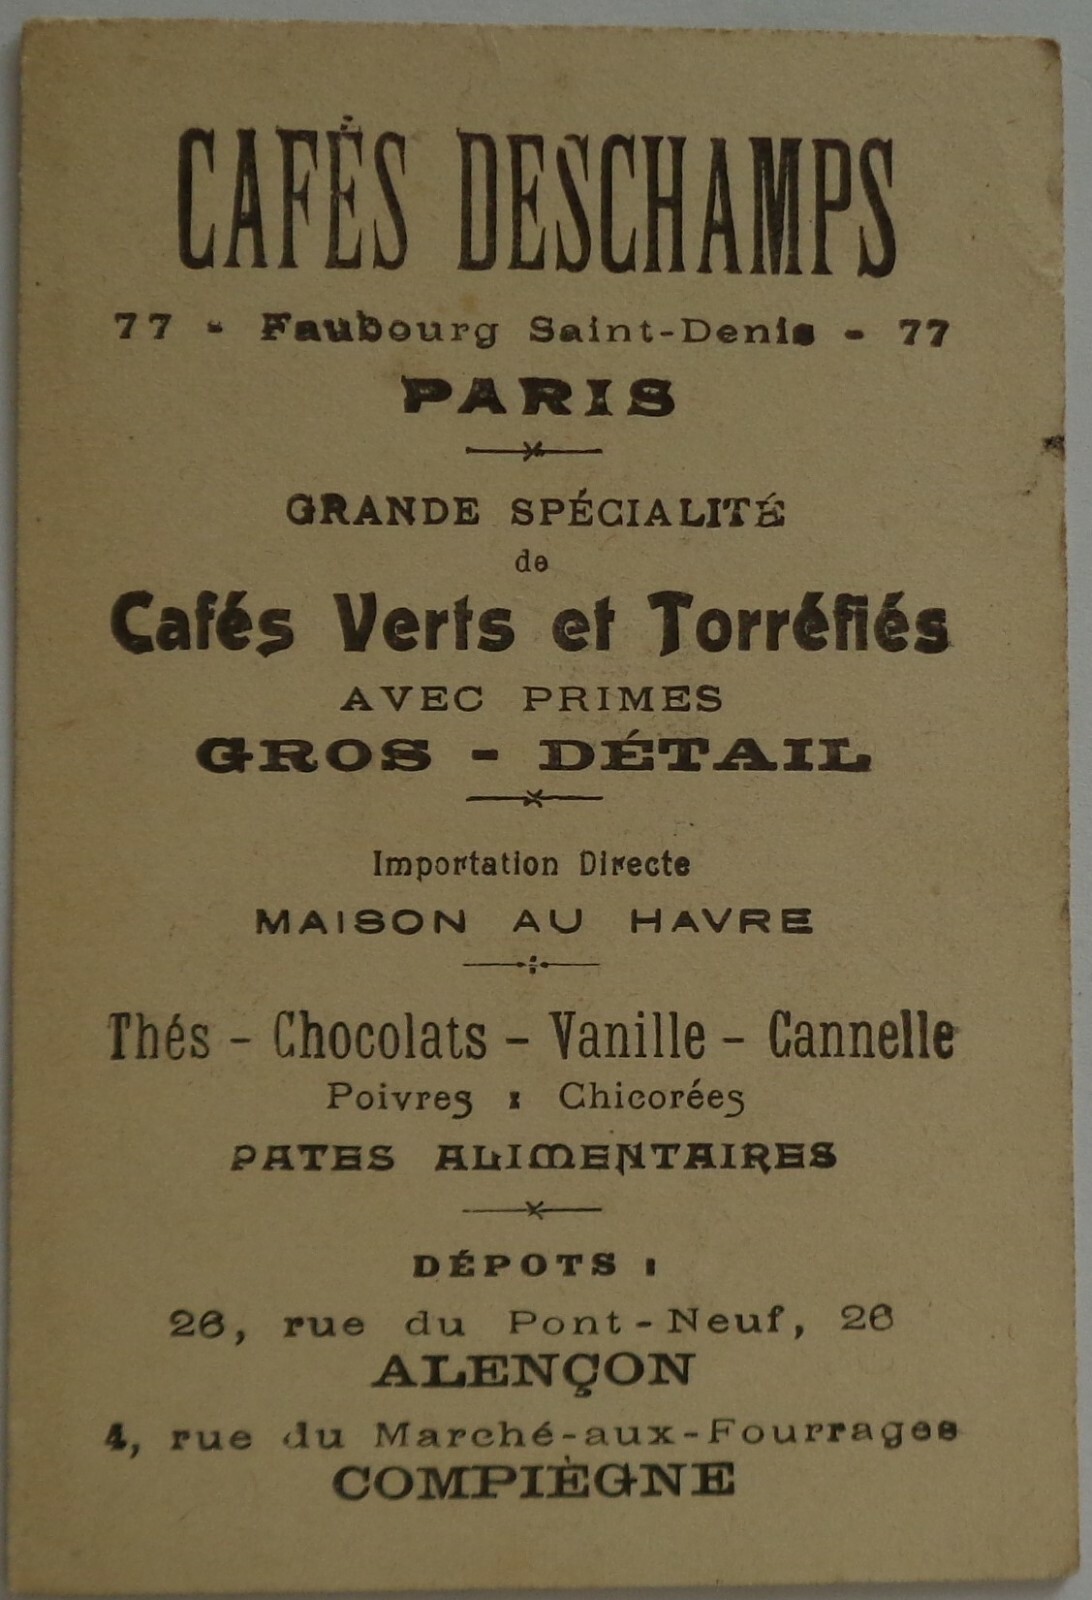 CAFÉS DESCHAMPS
77 - Faubourg Saint-Denis - 77
PARIS
GRANDE SPÉCIALITÉ
de
Cafés Verts et Torréfiés
AVEC PRIMES
GROS - DÉTAIL
Importation Directe
MAISON AU HAVRE
Thés - Chocolats - Vanille - Cannelle
Poivres : Chicorées
PATES ALIMENTAIRES
DÉPOTS :
26, rue du Pont-Neuf, 26
ALENÇON
4, rue du Marché-aux-Fourrages
COMPIÈGNE